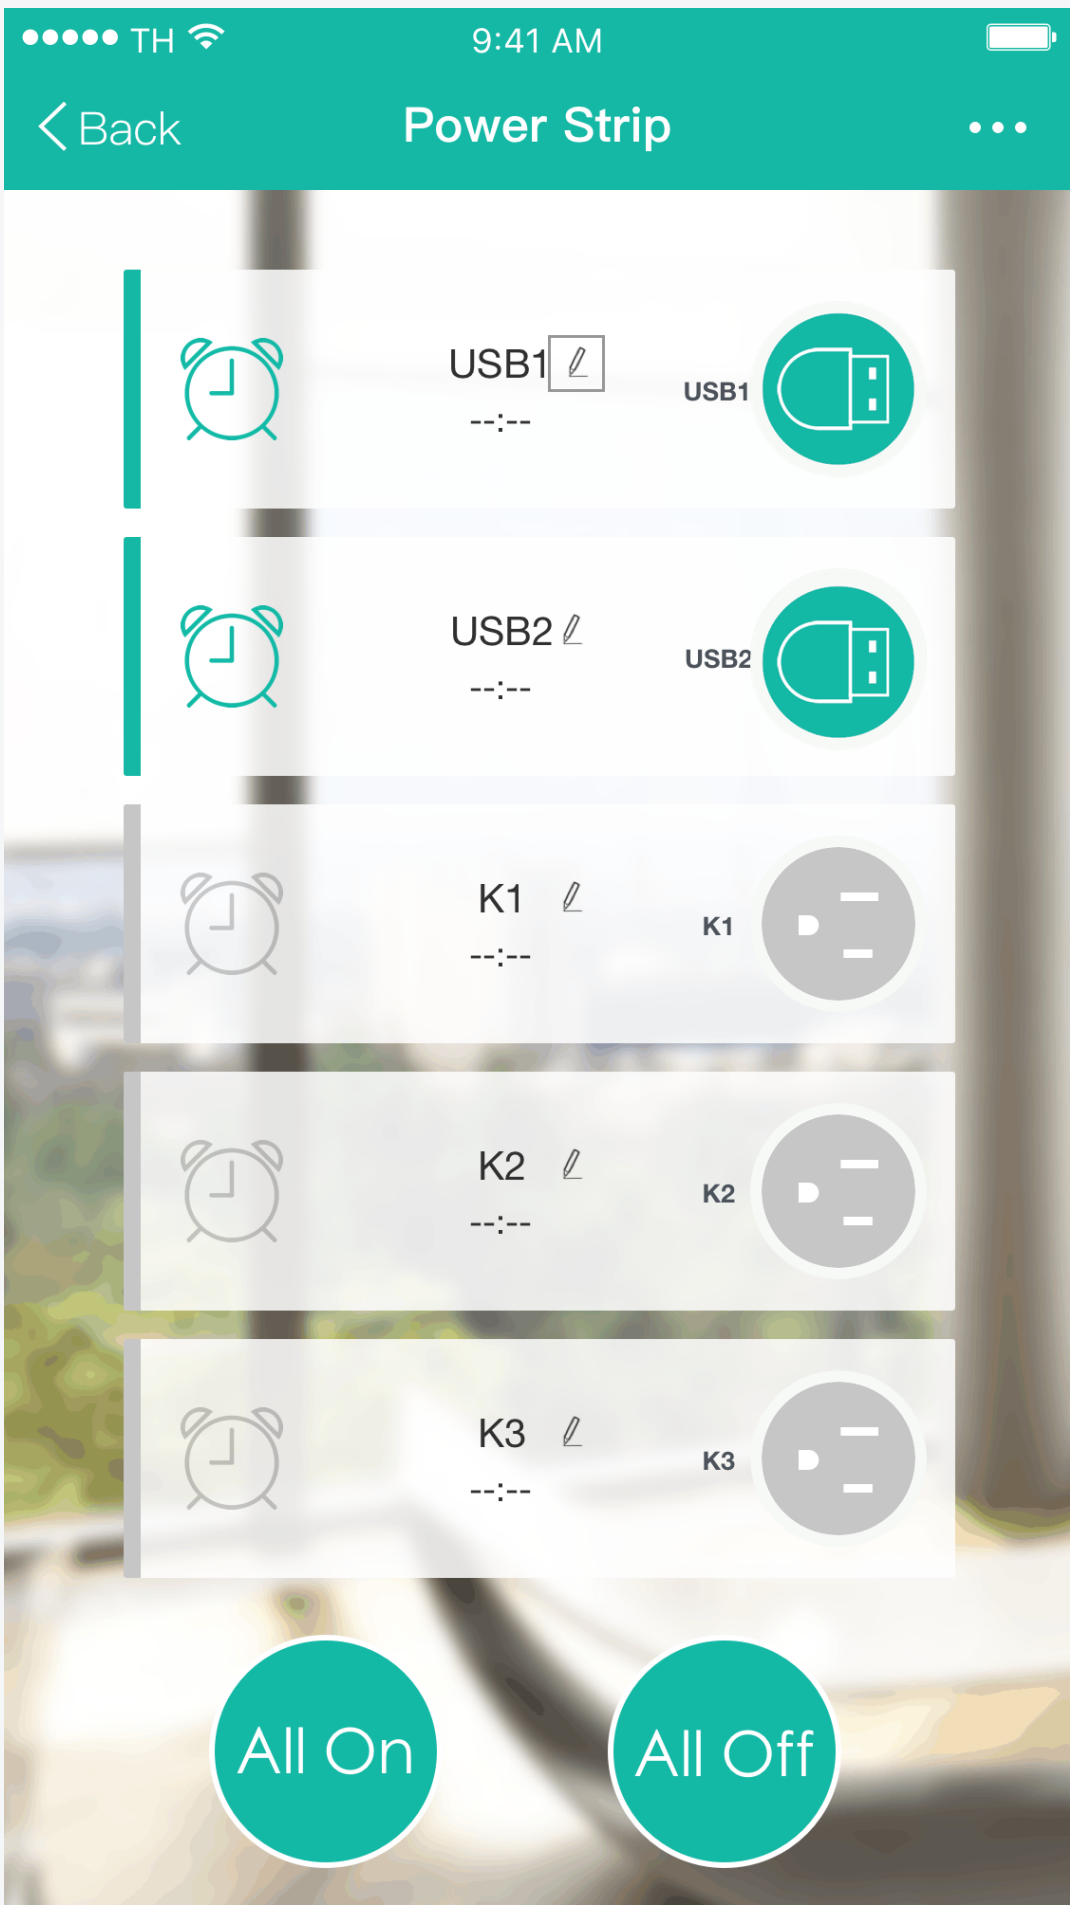 TH 9:41 AM
Back Power Strip
USB1
--:--
USB1
USB2
--:--
USB2
K1
--:--
K1
K2
--:--
K2
K3
--:--
K3
All On All Off